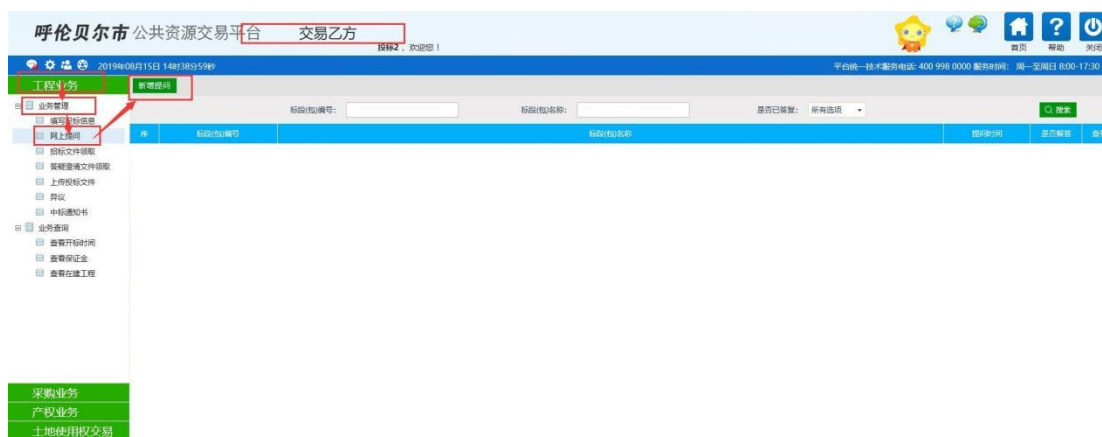 呼伦贝尔市 公共资源交易平台 交易乙方
投标2 ，欢迎您！
首页 帮助 关闭
2019年08月15日 14时38分59秒
平台统一技术服务电话: 400 998 0000 服务时间: 周一至周日 8:00-17:30
工程业务
新增提问
业务管理
标段(包)编号: 标段(包)名称: 是否已答复: 所有选项 搜索
填写投标信息
网上提问
序 标段(包)编号 标段(包)名称 提问时间 是否解答 查
招标文件领取
答疑澄清文件领取
上传投标文件
异议
中标通知书
业务查询
查看开标时间
查看保证金
查看在建工程
采购业务
产权业务
土地使用权交易